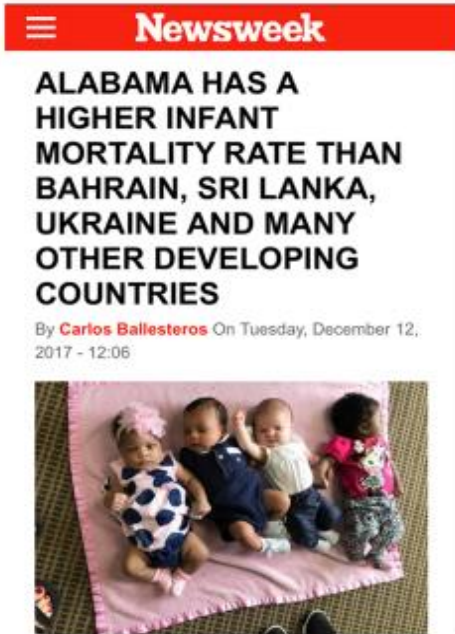 Newsweek
ALABAMA HAS A
HIGHER INFANT
MORTALITY RATE THAN
BAHRAIN, SRI LANKA,
UKRAINE AND MANY
OTHER DEVELOPING
COUNTRIES
By Carlos Ballesteros On Tuesday, December 12,
2017 - 12:06